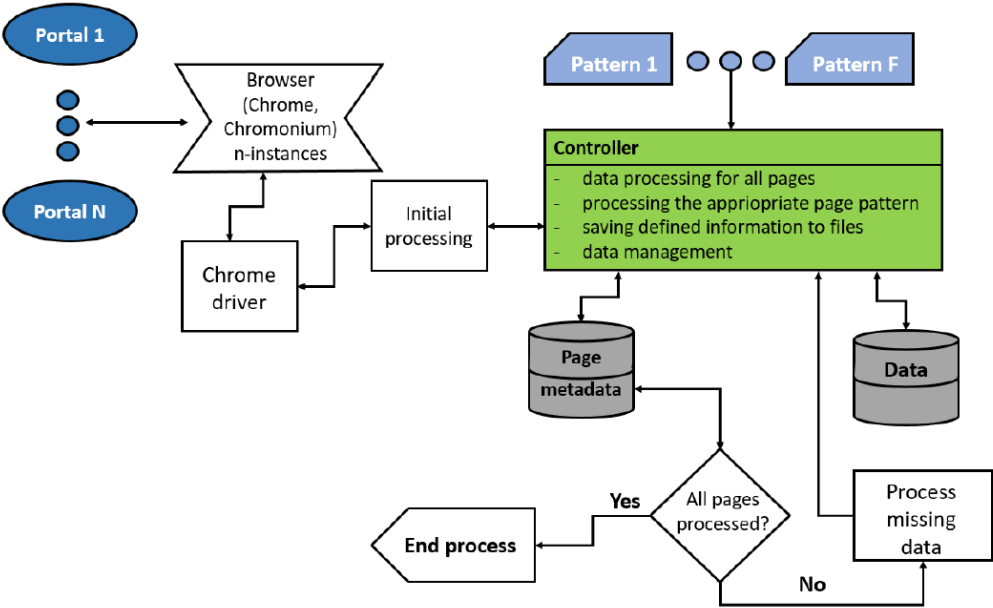 Portal 1
Portal N
Browser
(Chrome,
Chromonium)
n-instances
Chrome
driver
Initial
processing
Pattern 1
Pattern F
Controller
- data processing for all pages
- processing the appriopriate page pattern
- saving defined information to files
- data management
Page
metadata
Data
All pages
processed?
Yes
No
End process
Process
missing
data